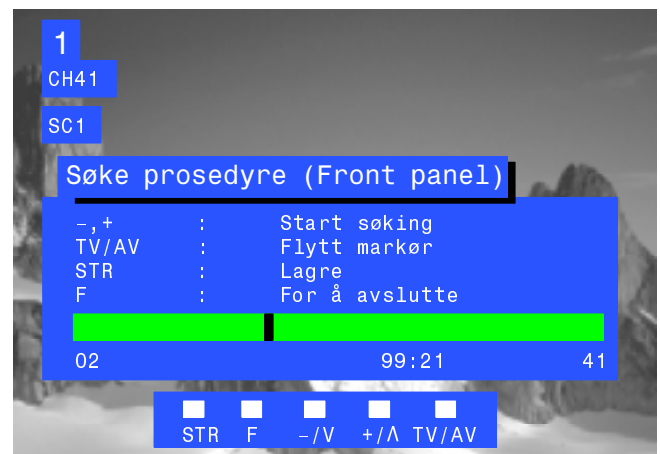 1
CH41
SC1
Søke prosedyre (Front panel)
−,+ : Start søking
TV/AV : Flytt markør
STR : Lagre
F : For å avslutte
02 99:21 41
STR F −/V +/Λ TV/AV